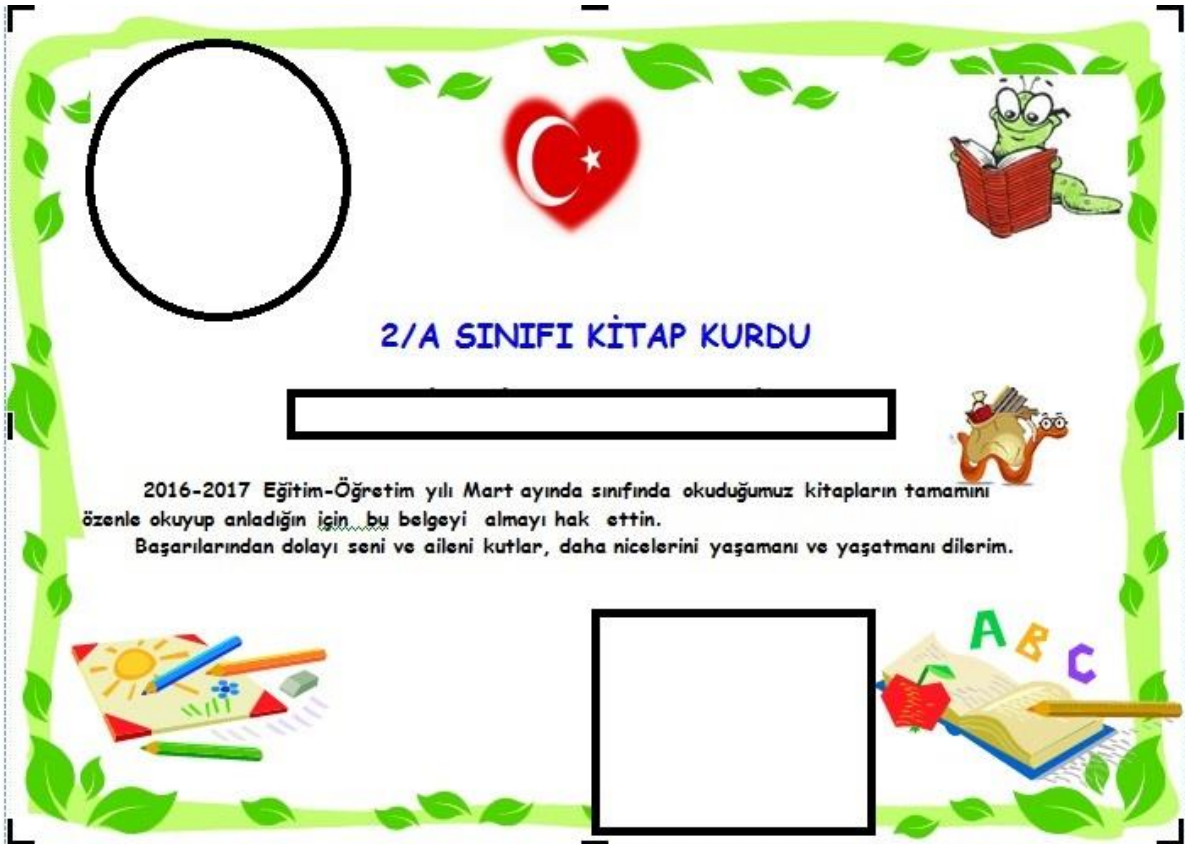 2/A SINIFI KİTAP KURDU
2016-2017 Eğitim-Öğretim yılı Mart ayında sınıfında okuduğumuz kitapların tamamını
özenle okuyup anladığın için bu belgeyi almayı hak ettin.
Başarılarından dolayı seni ve aileni kutlar, daha nicelerini yaşamanı ve yaşatmanı dilerim.
A B C